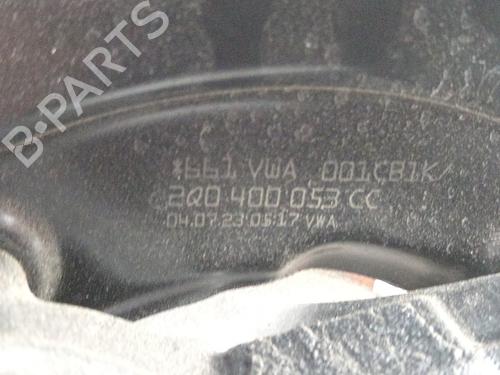 B-PARTS
*661 VWA 001CB1K/
2Q0 400 053 CC
04.07.23 05:17 VWA